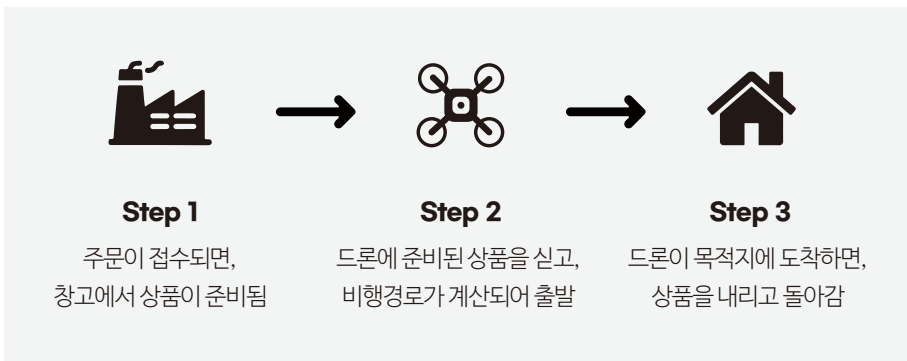 Step 1
주문이 접수되면,
창고에서 상품이 준비됨
Step 2
드론에 준비된 상품을 싣고,
비행경로가 계산되어 출발
Step 3
드론이 목적지에 도착하면,
상품을 내리고 돌아감